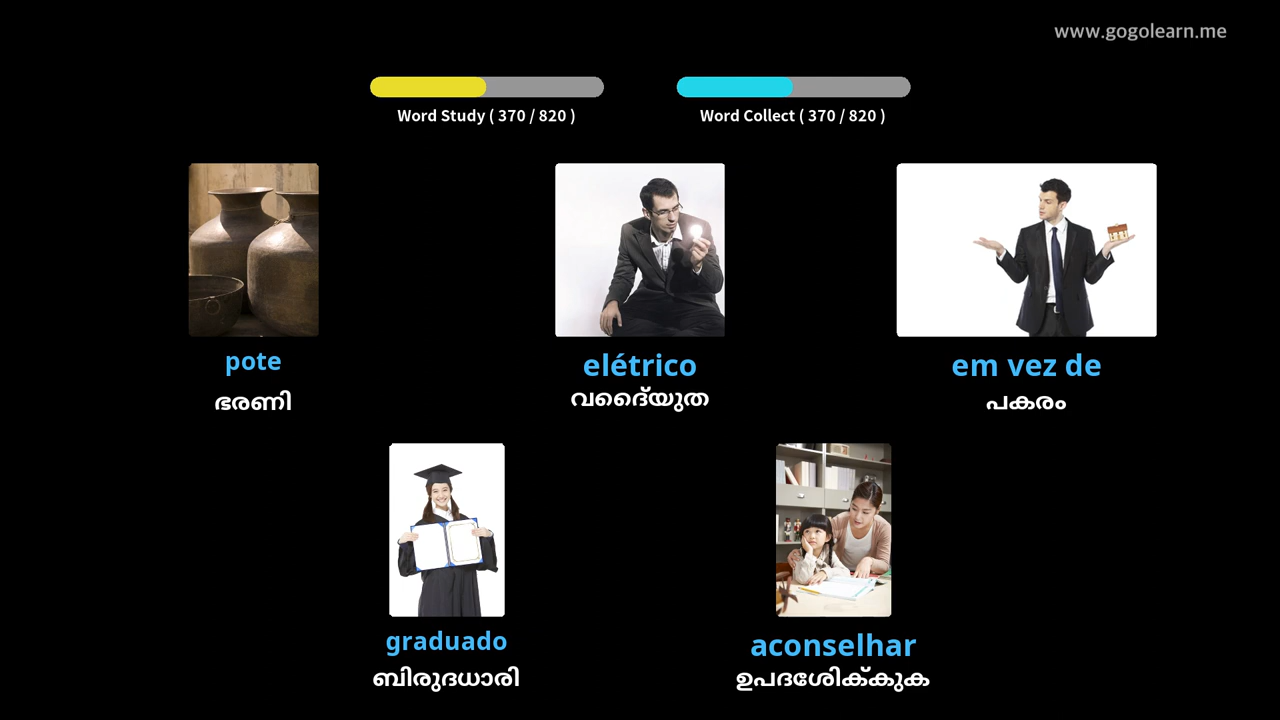 www.gogolearn.me
Word Study ( 370 / 820 )
Word Collect ( 370 / 820 )
pote
ഭരണി
elétrico
വൈദ്യുത
em vez de
പകരം
graduado
ബിരുദധാരി
aconselhar
ഉപദേശിക്കുക